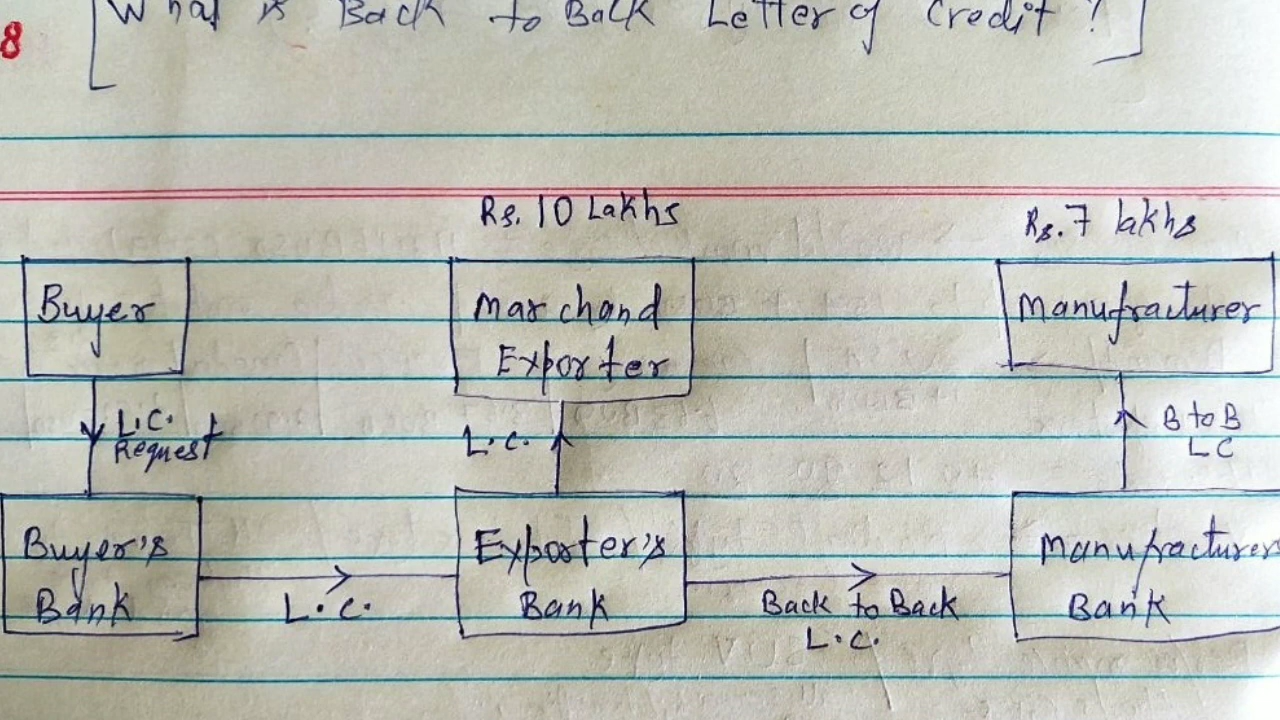 8 [What is Back to Back Letter of Credit ?]
Rs. 10 Lakhs
Rs. 7 lakhs
Buyer
Marchand
Exporter
Manufracturer
L.C.
Request
L.C.
B to B
LC
Buyer's
Bank
Exporter's
Bank
Manufracturer
Bank
L.C.
Back to Back
L.C.